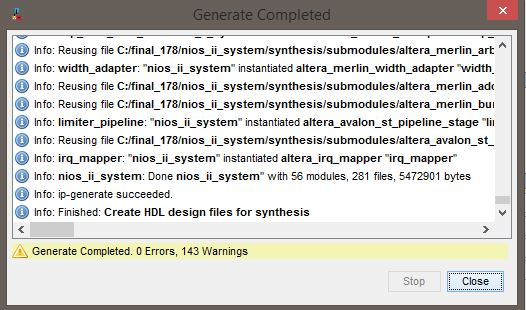 Generate Completed
Info: Reusing file C:/final_178/nios_ii_system/synthesis/submodules/altera_merlin_arb
Info: width_adapter: "nios_ii_system" instantiated altera_merlin_width_adapter "width_
Info: Reusing file C:/final_178/nios_ii_system/synthesis/submodules/altera_merlin_add
Info: Reusing file C:/final_178/nios_ii_system/synthesis/submodules/altera_merlin_bur
Info: limiter_pipeline: "nios_ii_system" instantiated altera_avalon_st_pipeline_stage "li
Info: Reusing file C:/final_178/nios_ii_system/synthesis/submodules/altera_avalon_st_
Info: irq_mapper: "nios_ii_system" instantiated altera_irq_mapper "irq_mapper"
Info: nios_ii_system: Done nios_ii_system" with 56 modules, 281 files, 5472901 bytes
Info: ip-generate succeeded.
Info: Finished: Create HDL design files for synthesis
Generate Completed. 0 Errors, 143 Warnings
Stop Close